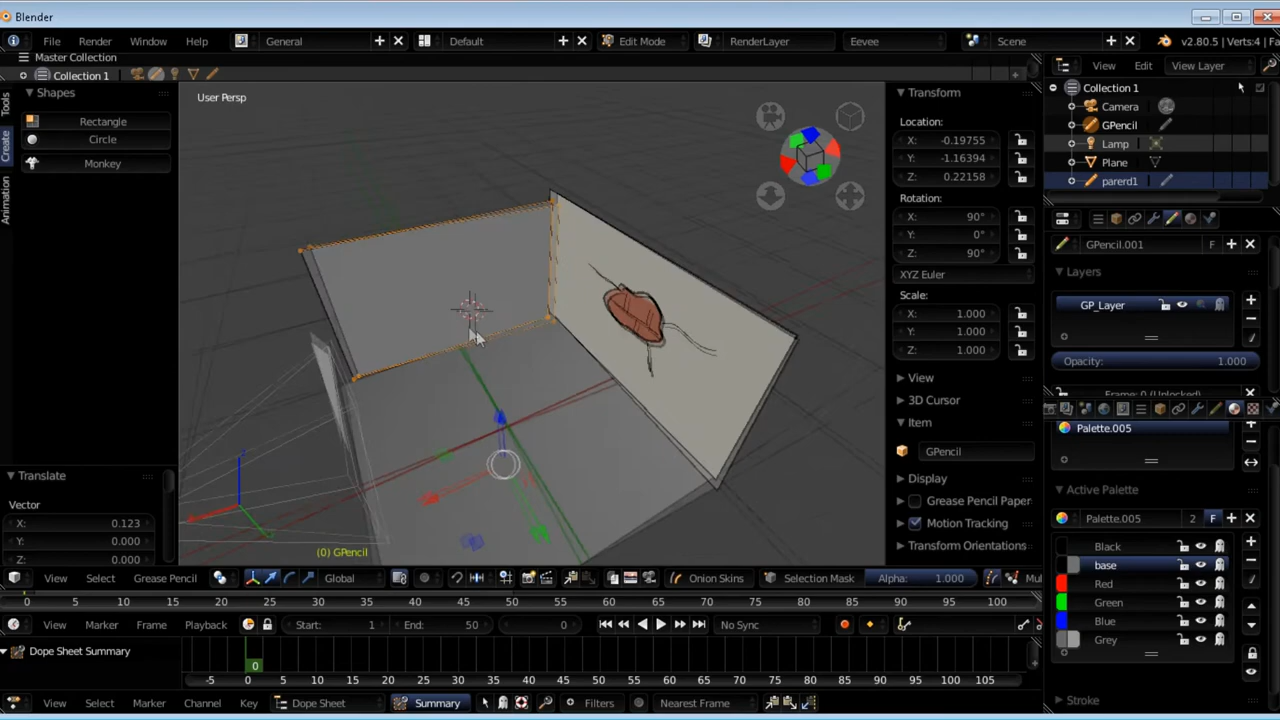 Blender
File Render Window Help General Default Edit Mode RenderLayer Eevee Scene v2.80.5 | Verts:4 | Fa
Master Collection
Collection 1
View Edit View Layer
Tools
Create
Animation
Shapes
Rectangle
Circle
Monkey
User Persp
Transform
Location:
X: -0.19755
Y: -1.16394
Z: 0.22158
Rotation:
X: 90°
Y: 0°
Z: 90°
XYZ Euler
Scale:
X: 1.000
Y: 1.000
Z: 1.000
View
3D Cursor
Item
GPencil
Display
Grease Pencil Paper
Motion Tracking
Transform Orientations
Collection 1
Camera
GPencil
Lamp
Plane
parerd1
GPencil.001 F
Layers
GP_Layer
Opacity: 1.000
Frame: 0 (Unlocked)
Palette.005
Active Palette
Palette.005 2 F
Black
base
Red
Green
Blue
Grey
Stroke
Translate
Vector
X: 0.123
Y: 0.000
Z: 0.000
Z
(0) GPencil
View Select Grease Pencil Global Onion Skins Selection Mask Alpha: 1.000 Mul
0 5 10 15 20 25 30 35 40 45 50 55 60 65 70 75 80 85 90 95 100
View Marker Frame Playback Start: 1 End: 50 0 No Sync
Dope Sheet Summary
0
-5 0 5 10 15 20 25 30 35 40 45 50 55 60 65 70 75 80 85 90 95 100 105
View Select Marker Channel Key Dope Sheet Summary Filters Nearest Frame